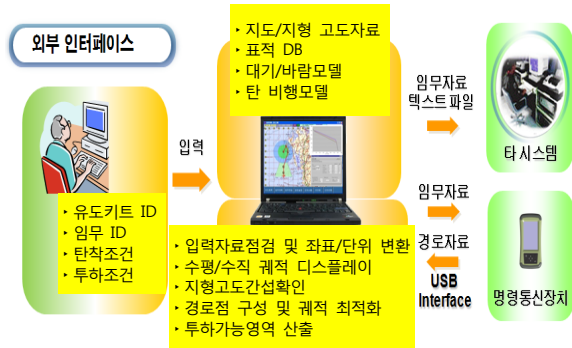 외부 인터페이스
‣ 지도/지형 고도자료
‣ 표적 DB
‣ 대기/바람모델
‣ 탄 비행모델
입력
‣ 유도키트 ID
‣ 임무 ID
‣ 탄착조건
‣ 투하조건
‣ 입력자료점검 및 좌표/단위 변환
‣ 수평/수직 궤적 디스플레이
‣ 지형고도간섭확인
‣ 경로점 구성 및 궤적 최적화
‣ 투하가능영역 산출
임무자료
텍스트 파일
타 시스템
임무자료
경로자료
USB
Interface
명령통신장치